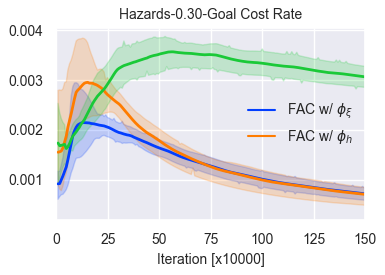 Hazards-0.30-Goal Cost Rate
0.004
0.003
0.002
0.001
FAC w/ ϕξ
FAC w/ ϕh
0 25 50 75 100 125 150
Iteration [x10000]